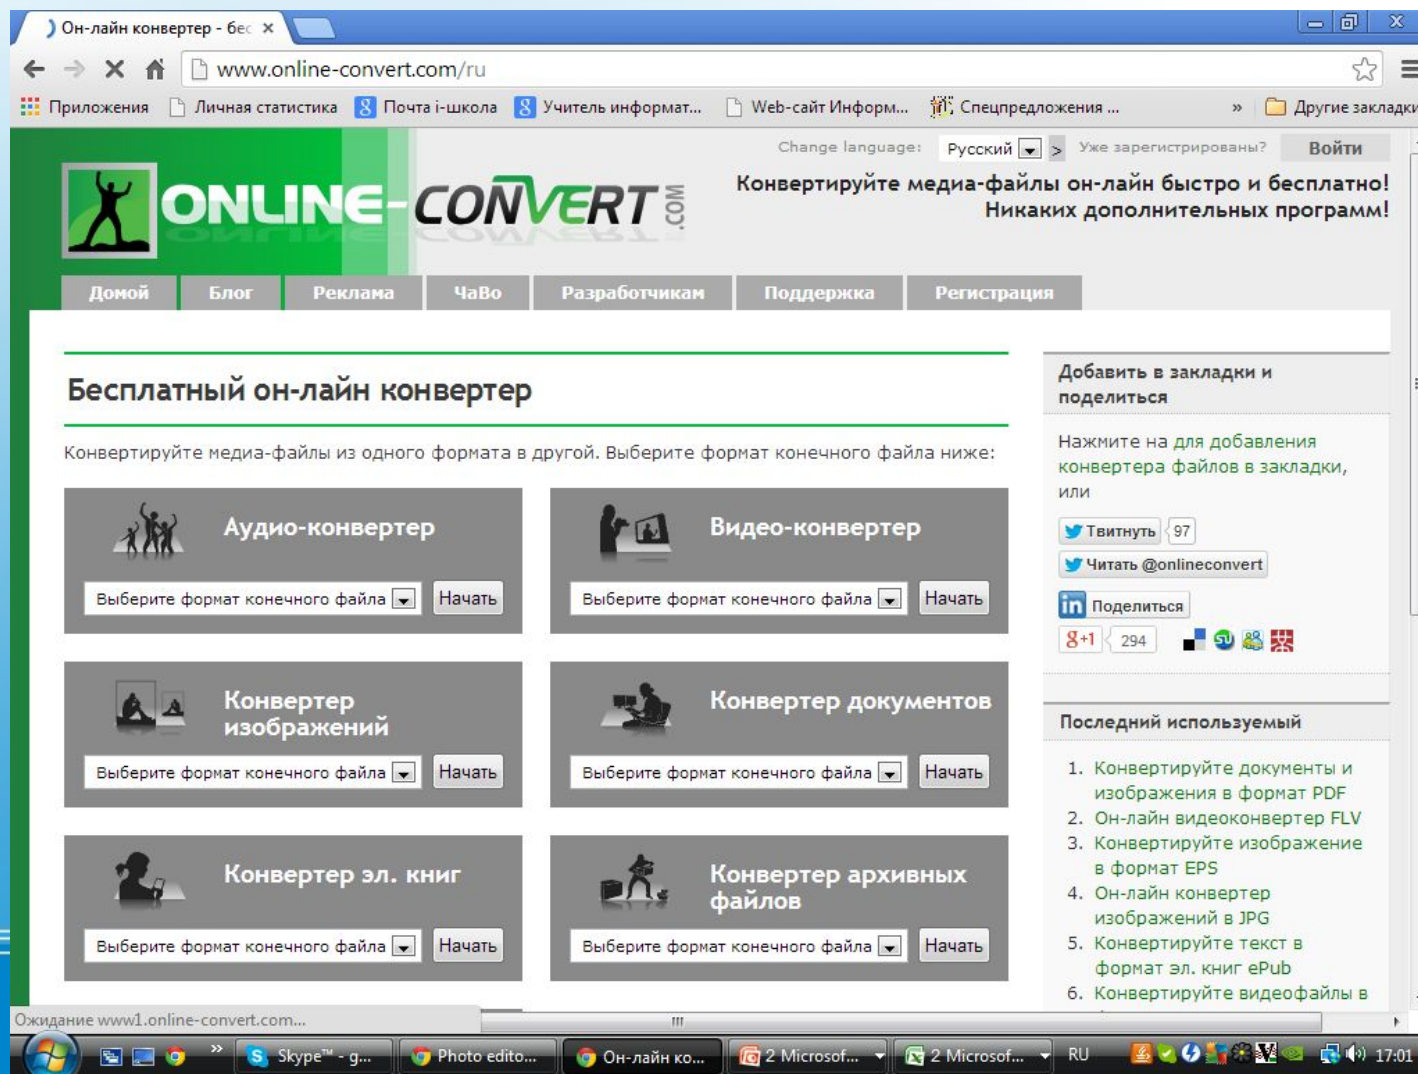 Он-лайн конвертер - бес
www.online-convert.com/ru
Приложения Личная статистика Почта i-школа Учитель информат... Web-сайт Информ... Спецпредложения ... » Другие закладки
Change language: Русский > Уже зарегистрированы? Войти
ONLINE-CONVERT.COM
Конвертируйте медиа-файлы он-лайн быстро и бесплатно!
Никаких дополнительных программ!
Домой Блог Реклама ЧаВо Разработчикам Поддержка Регистрация
Бесплатный он-лайн конвертер
Конвертируйте медиа-файлы из одного формата в другой. Выберите формат конечного файла ниже:
Аудио-конвертер
Выберите формат конечного файла Начать
Видео-конвертер
Выберите формат конечного файла Начать
Конвертер
изображений
Выберите формат конечного файла Начать
Конвертер документов
Выберите формат конечного файла Начать
Конвертер эл. книг
Выберите формат конечного файла Начать
Конвертер архивных
файлов
Выберите формат конечного файла Начать
Добавить в закладки и
поделиться
Нажмите на для добавления
конвертера файлов в закладки,
или
Твитнуть 97
Читать @onlineconvert
in Поделиться
g+1 294
Последний используемый
1. Конвертируйте документы и
изображения в формат PDF
2. Он-лайн видеоконвертер FLV
3. Конвертируйте изображение
в формат EPS
4. Он-лайн конвертер
изображений в JPG
5. Конвертируйте текст в
формат эл. книг ePub
6. Конвертируйте видеофайлы в
Ожидание www1.online-convert.com...
» Skype™ - g... Photo edito... Он-лайн ко... 2 Microsof... 2 Microsof... RU 17:01